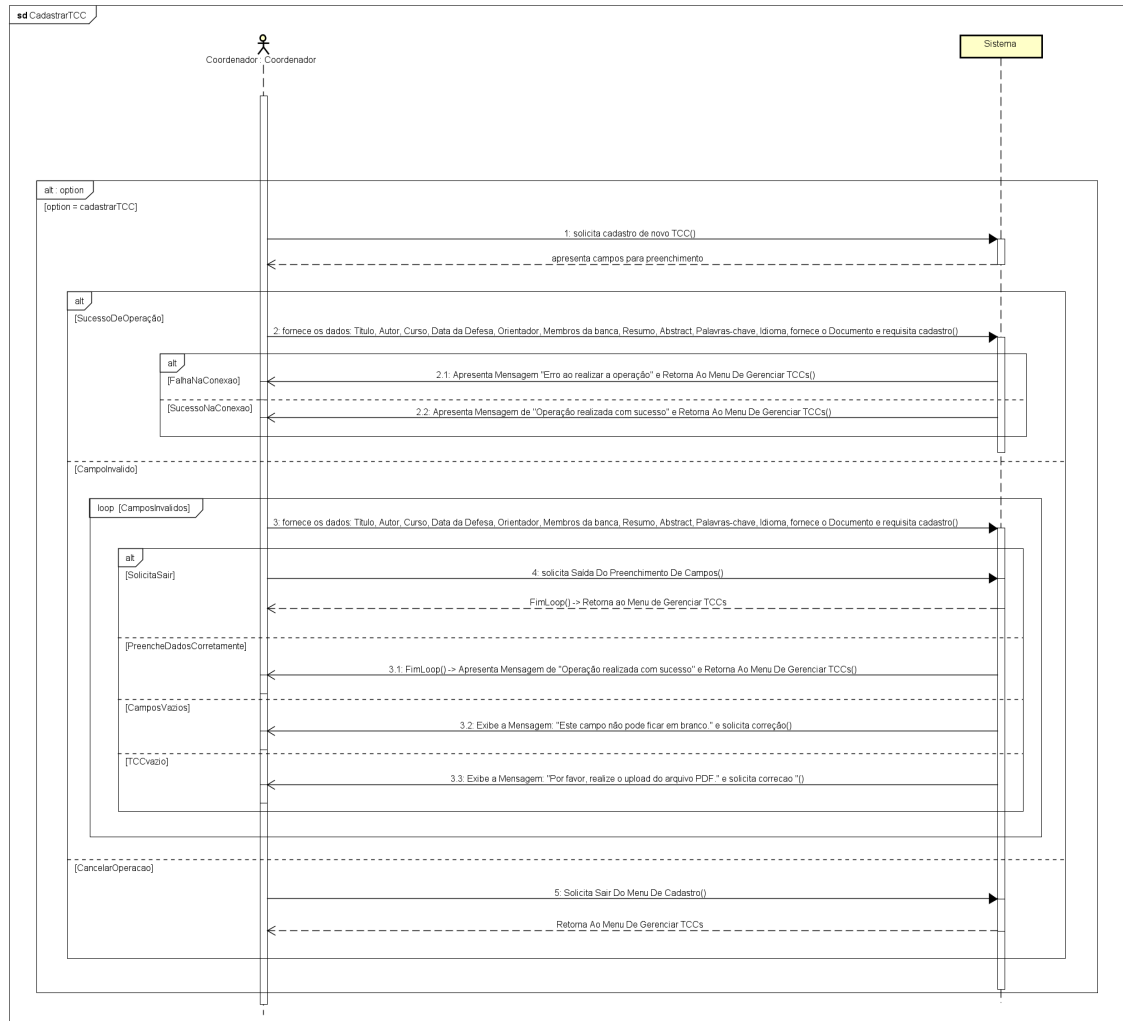 sd CadastrarTCC
Coordenador : Coordenador
Sistema
alt : option
[option = cadastrarTCC]
1: solicita cadastro de novo TCC()
apresenta campos para preenchimento
alt
[SucessoDeOperação]
2: fornece os dados: Título, Autor, Curso, Data da Defesa, Orientador, Membros da banca, Resumo, Abstract, Palavras-chave, Idioma, fornece o Documento e requisita cadastro()
alt
[FalhaNaConexao]
2.1: Apresenta Mensagem "Erro ao realizar a operação" e Retorna Ao Menu De Gerenciar TCCs()
[SucessoNaConexao]
2.2: Apresenta Mensagem de "Operação realizada com sucesso" e Retorna Ao Menu De Gerenciar TCCs()
[CampoInvalido]
loop [CamposInvalidos]
3: fornece os dados: Título, Autor, Curso, Data da Defesa, Orientador, Membros da banca, Resumo, Abstract, Palavras-chave, Idioma, fornece o Documento e requisita cadastro()
alt
[SolicitaSair]
4: solicita Saída Do Preenchimento De Campos()
FimLoop() -> Retorna ao Menu de Gerenciar TCCs
[PreencheDadosCorretamente]
3.1: FimLoop() -> Apresenta Mensagem de "Operação realizada com sucesso" e Retorna Ao Menu De Gerenciar TCCs()
[CamposVazios]
3.2: Exibe a Mensagem: "Este campo não pode ficar em branco." e solicita correção()
[TCCvazio]
3.3: Exibe a Mensagem: "Por favor, realize o upload do arquivo PDF." e solicita correcao "()
[CancelarOperacao]
5: Solicita Sair Do Menu De Cadastro()
Retorna Ao Menu De Gerenciar TCCs